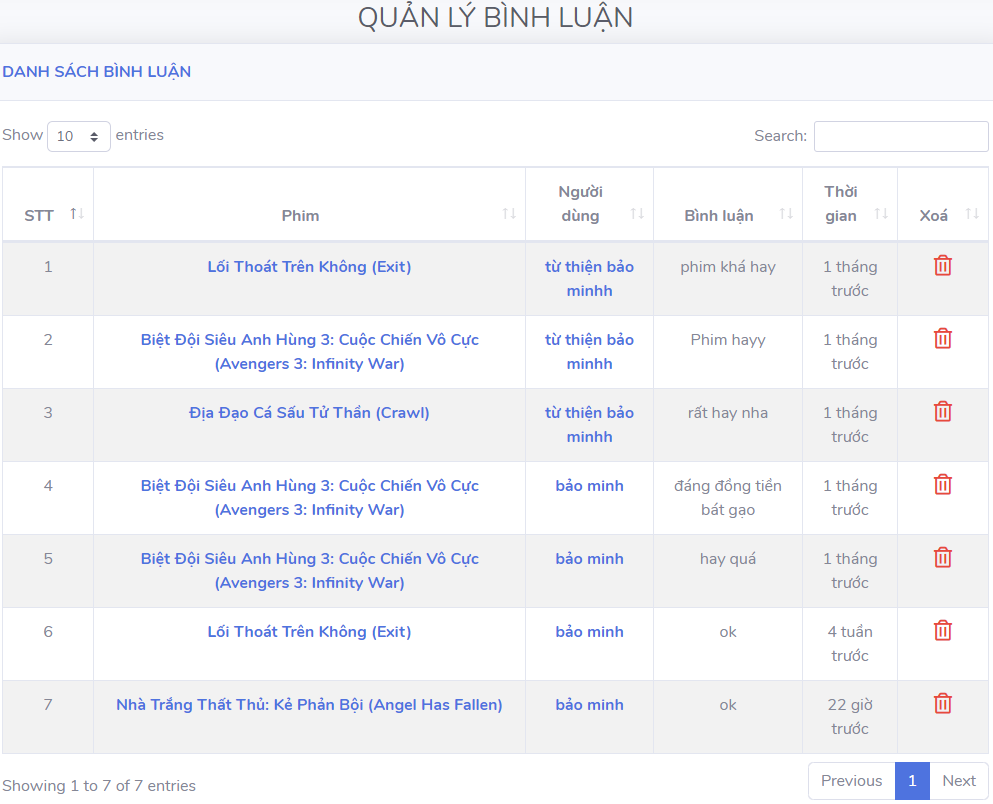 QUẢN LÝ BÌNH LUẬN
DANH SÁCH BÌNH LUẬN
Show 10 entries
Search:
STT
Phim
Người
dùng
Bình luận
Thời
gian
Xoá
1
Lối Thoát Trên Không (Exit)
từ thiện bảo
minhh
phim khá hay
1 tháng
trước
2
Biệt Đội Siêu Anh Hùng 3: Cuộc Chiến Vô Cực
(Avengers 3: Infinity War)
từ thiện bảo
minhh
Phim hayy
1 tháng
trước
3
Địa Đạo Cá Sấu Tử Thần (Crawl)
từ thiện bảo
minhh
rất hay nha
1 tháng
trước
4
Biệt Đội Siêu Anh Hùng 3: Cuộc Chiến Vô Cực
(Avengers 3: Infinity War)
bảo minh
đáng đồng tiền
bát gạo
1 tháng
trước
5
Biệt Đội Siêu Anh Hùng 3: Cuộc Chiến Vô Cực
(Avengers 3: Infinity War)
bảo minh
hay quá
1 tháng
trước
6
Lối Thoát Trên Không (Exit)
bảo minh
ok
4 tuần
trước
7
Nhà Trắng Thất Thủ: Kẻ Phản Bội (Angel Has Fallen)
bảo minh
ok
22 giờ
trước
Showing 1 to 7 of 7 entries
Previous 1 Next